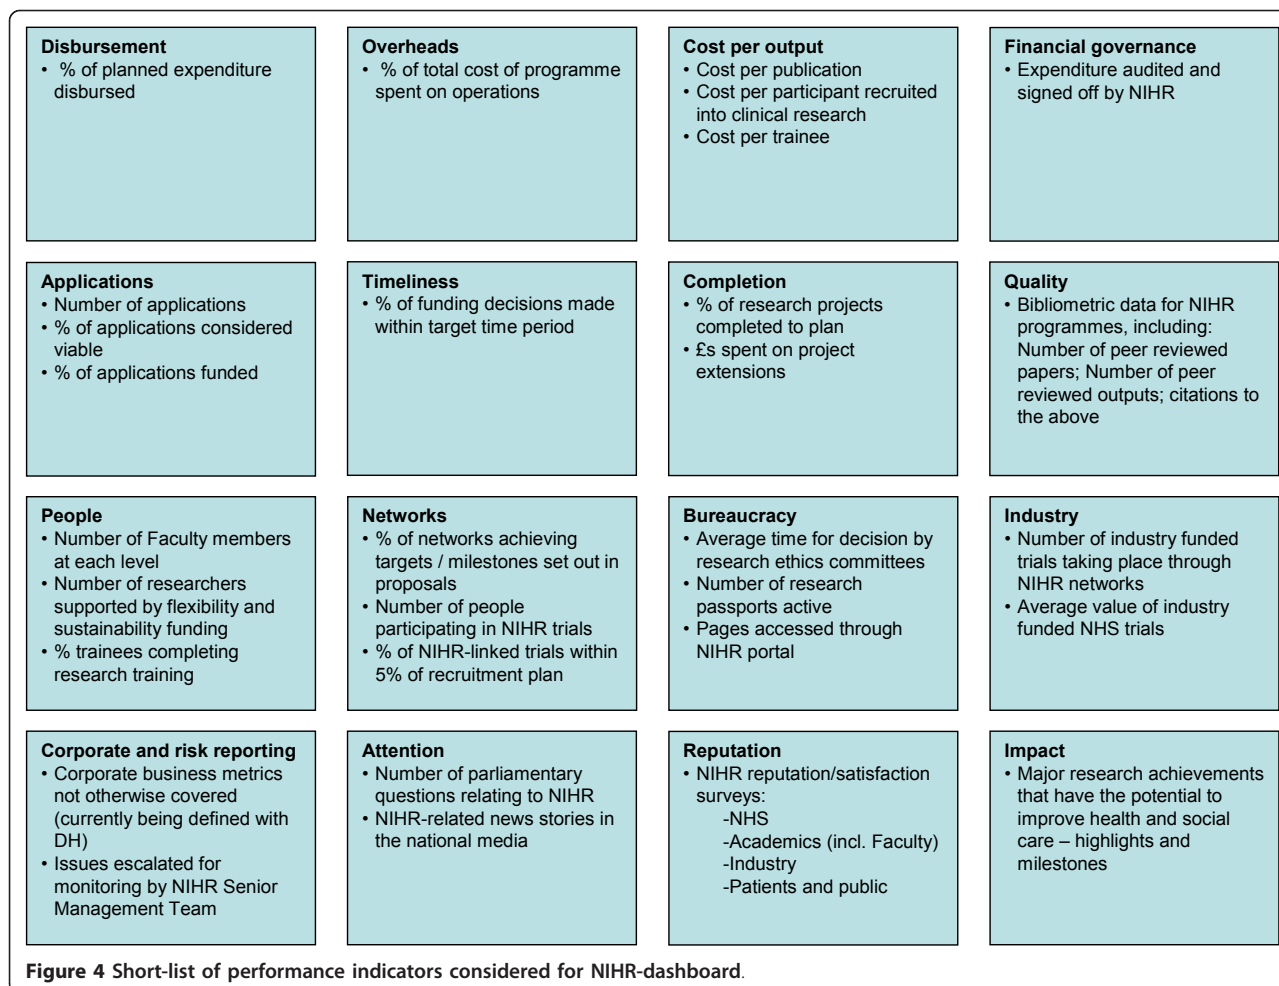 Disbursement
• % of planned expenditure
disbursed
Overheads
• % of total cost of programme
spent on operations
Cost per output
• Cost per publication
• Cost per participant recruited
into clinical research
• Cost per trainee
Financial governance
• Expenditure audited and
signed off by NIHR
Applications
• Number of applications
• % of applications considered
viable
• % of applications funded
Timeliness
• % of funding decisions made
within target time period
Completion
• % of research projects
completed to plan
• £s spent on project
extensions
Quality
• Bibliometric data for NIHR
programmes, including:
Number of peer reviewed
papers; Number of peer
reviewed outputs; citations to
the above
People
• Number of Faculty members
at each level
• Number of researchers
supported by flexibility and
sustainability funding
• % trainees completing
research training
Networks
• % of networks achieving
targets / milestones set out in
proposals
• Number of people
participating in NIHR trials
• % of NIHR-linked trials within
5% of recruitment plan
Bureaucracy
• Average time for decision by
research ethics committees
• Number of research
passports active
• Pages accessed through
NIHR portal
Industry
• Number of industry funded
trials taking place through
NIHR networks
• Average value of industry
funded NHS trials
Corporate and risk reporting
• Corporate business metrics
not otherwise covered
(currently being defined with
DH)
• Issues escalated for
monitoring by NIHR Senior
Management Team
Attention
• Number of parliamentary
questions relating to NIHR
• NIHR-related news stories in
the national media
Reputation
• NIHR reputation/satisfaction
surveys:
-NHS
-Academics (incl. Faculty)
-Industry
-Patients and public
Impact
• Major research achievements
that have the potential to
improve health and social
care – highlights and
milestones
Figure 4 Short-list of performance indicators considered for NIHR-dashboard.